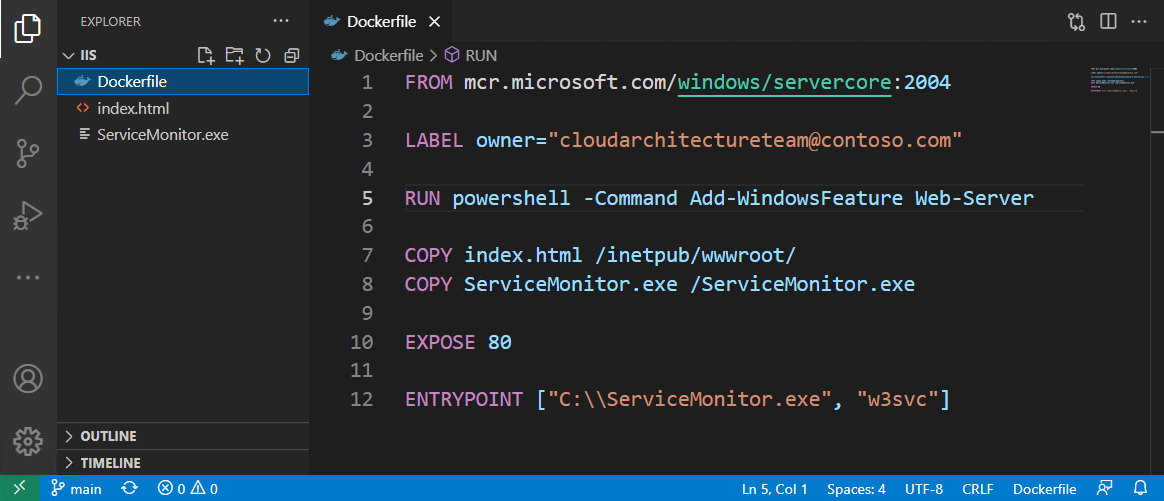 EXPLORER
IIS
Dockerfile
index.html
ServiceMonitor.exe
OUTLINE
TIMELINE
Dockerfile
Dockerfile > RUN
1 FROM mcr.microsoft.com/windows/servercore:2004
2
3 LABEL owner="cloudarchitectureteam@contoso.com"
4
5 RUN powershell -Command Add-WindowsFeature Web-Server
6
7 COPY index.html /inetpub/wwwroot/
8 COPY ServiceMonitor.exe /ServiceMonitor.exe
9
10 EXPOSE 80
11
12 ENTRYPOINT ["C:\\ServiceMonitor.exe", "w3svc"]
main 0 0 Ln 5, Col 1 Spaces: 4 UTF-8 CRLF Dockerfile